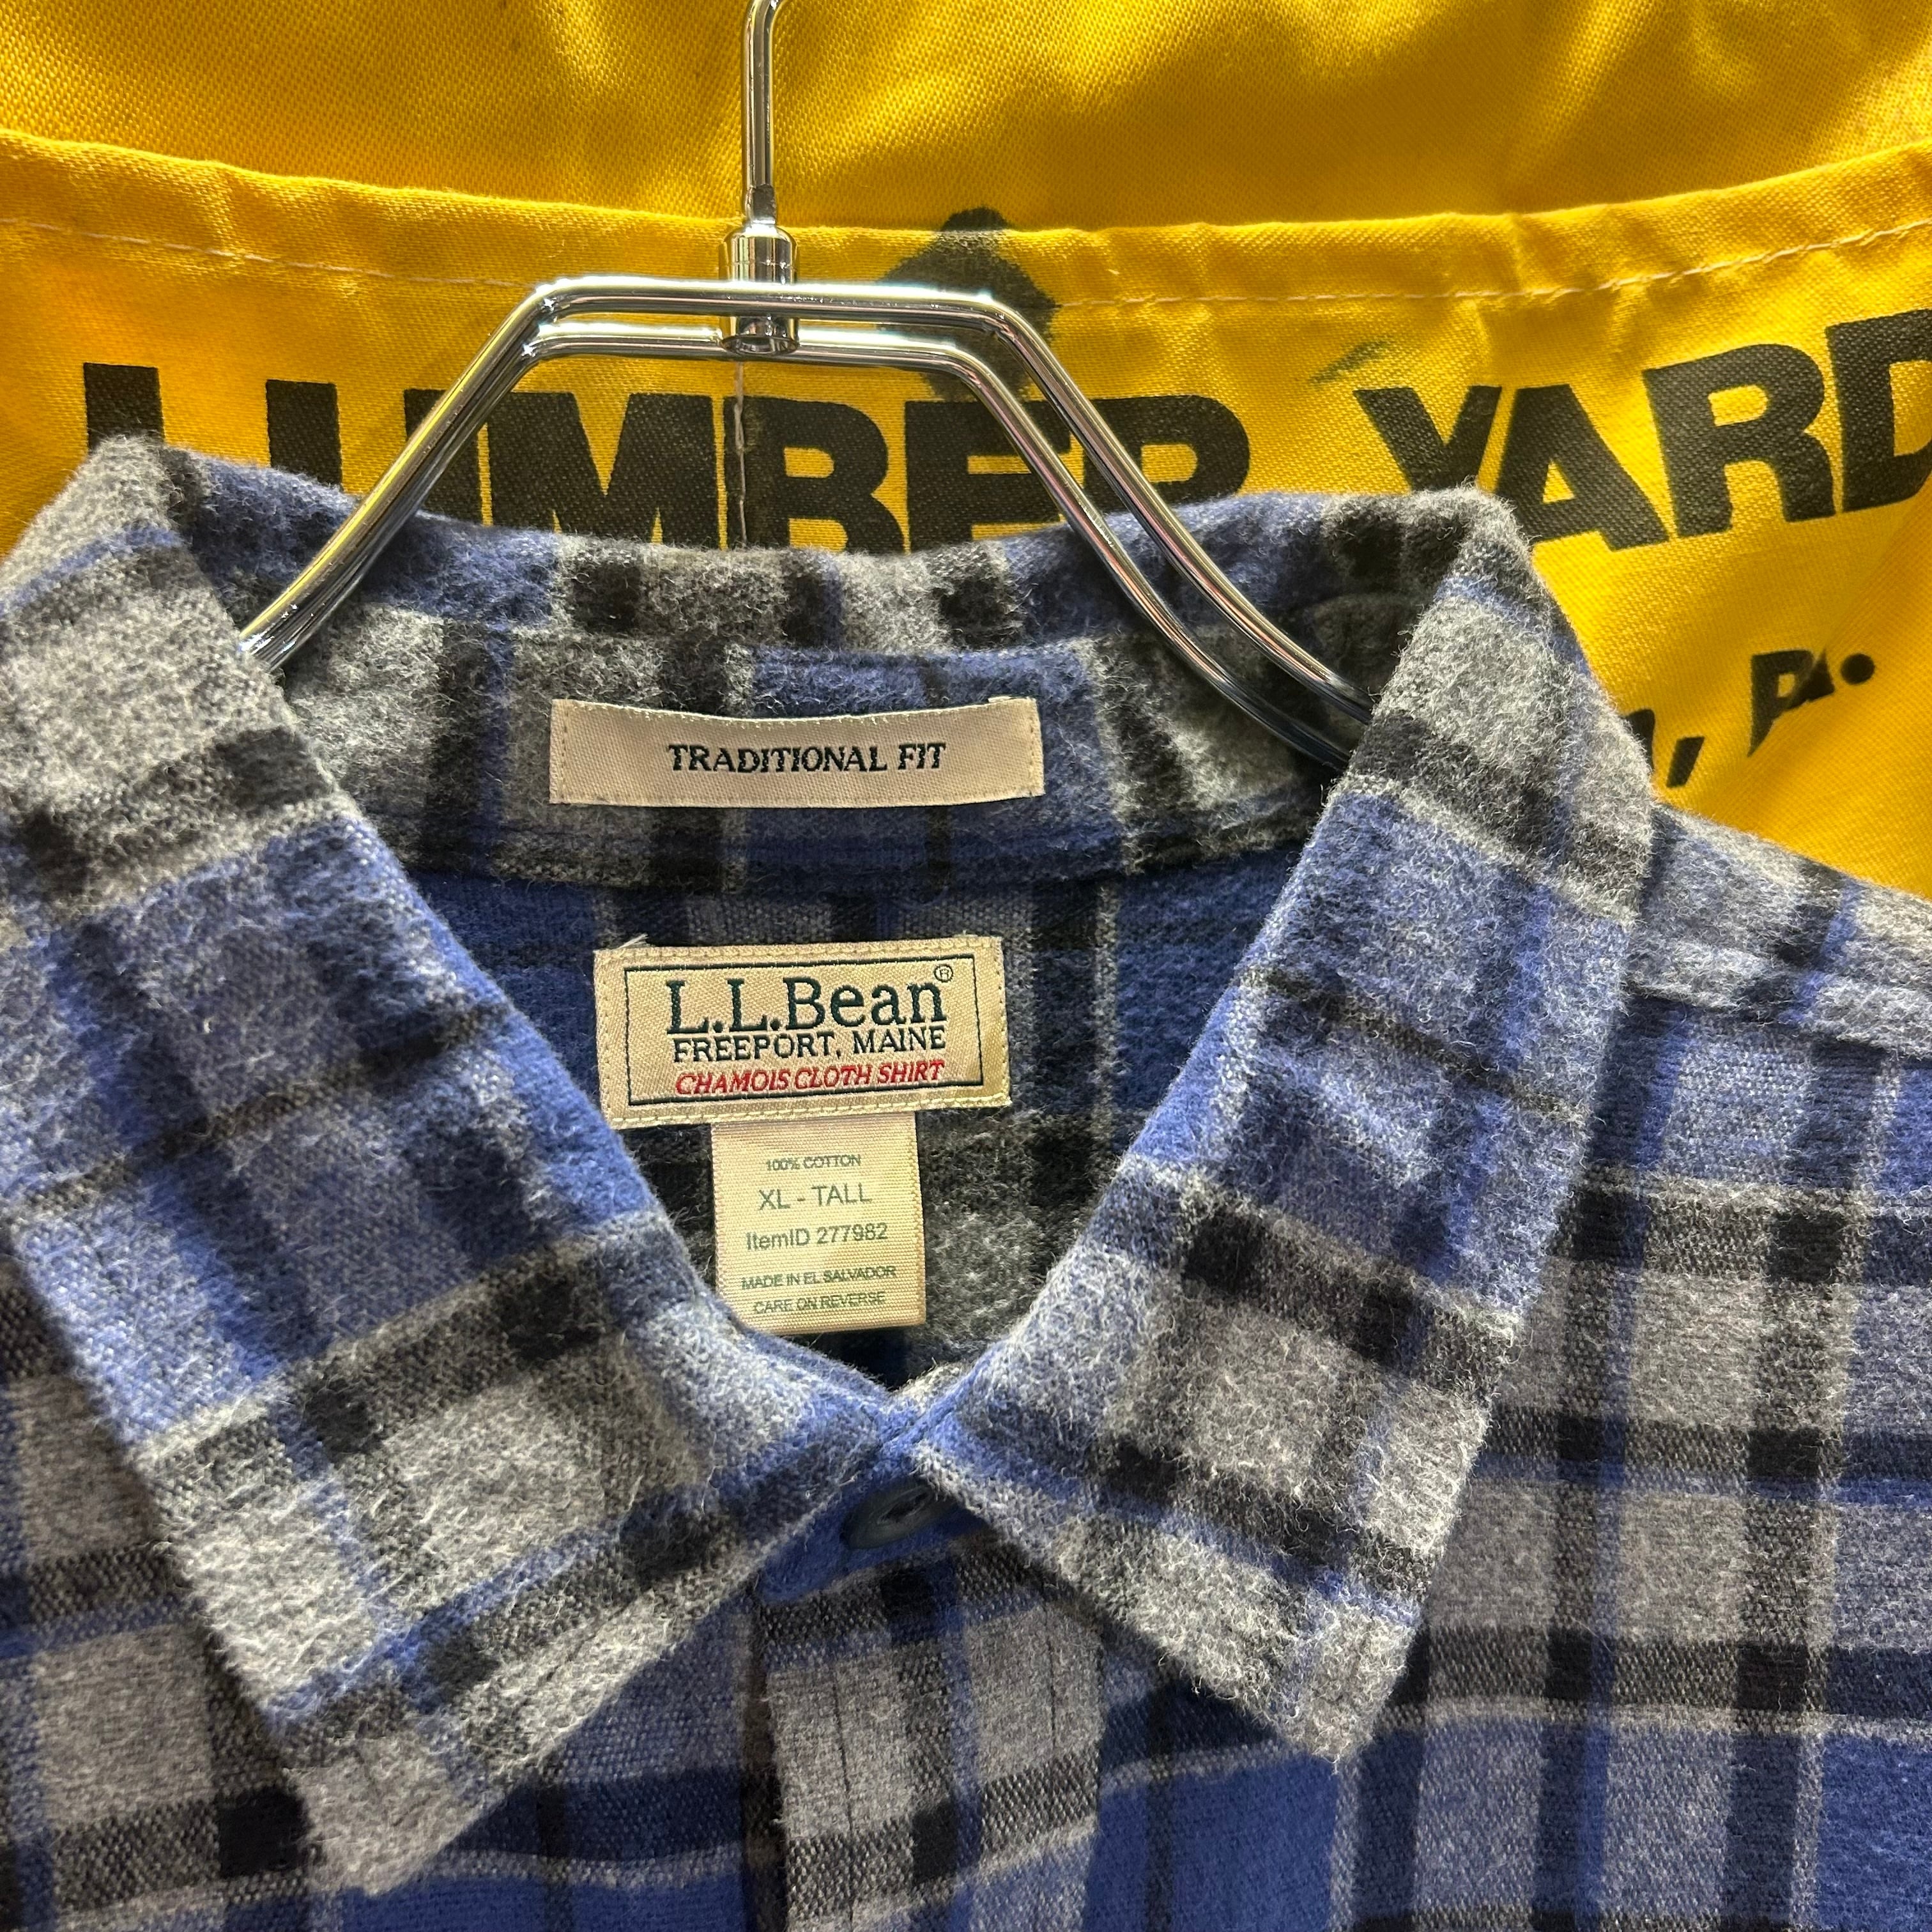 LUMBER YARD
PA.
TRADITIONAL FIT
L.L.Bean®
FREEPORT, MAINE
CHAMOIS CLOTH SHIRT
100% COTTON
XL - TALL
ItemID 277982
MADE IN EL SALVADOR
CARE ON REVERSE